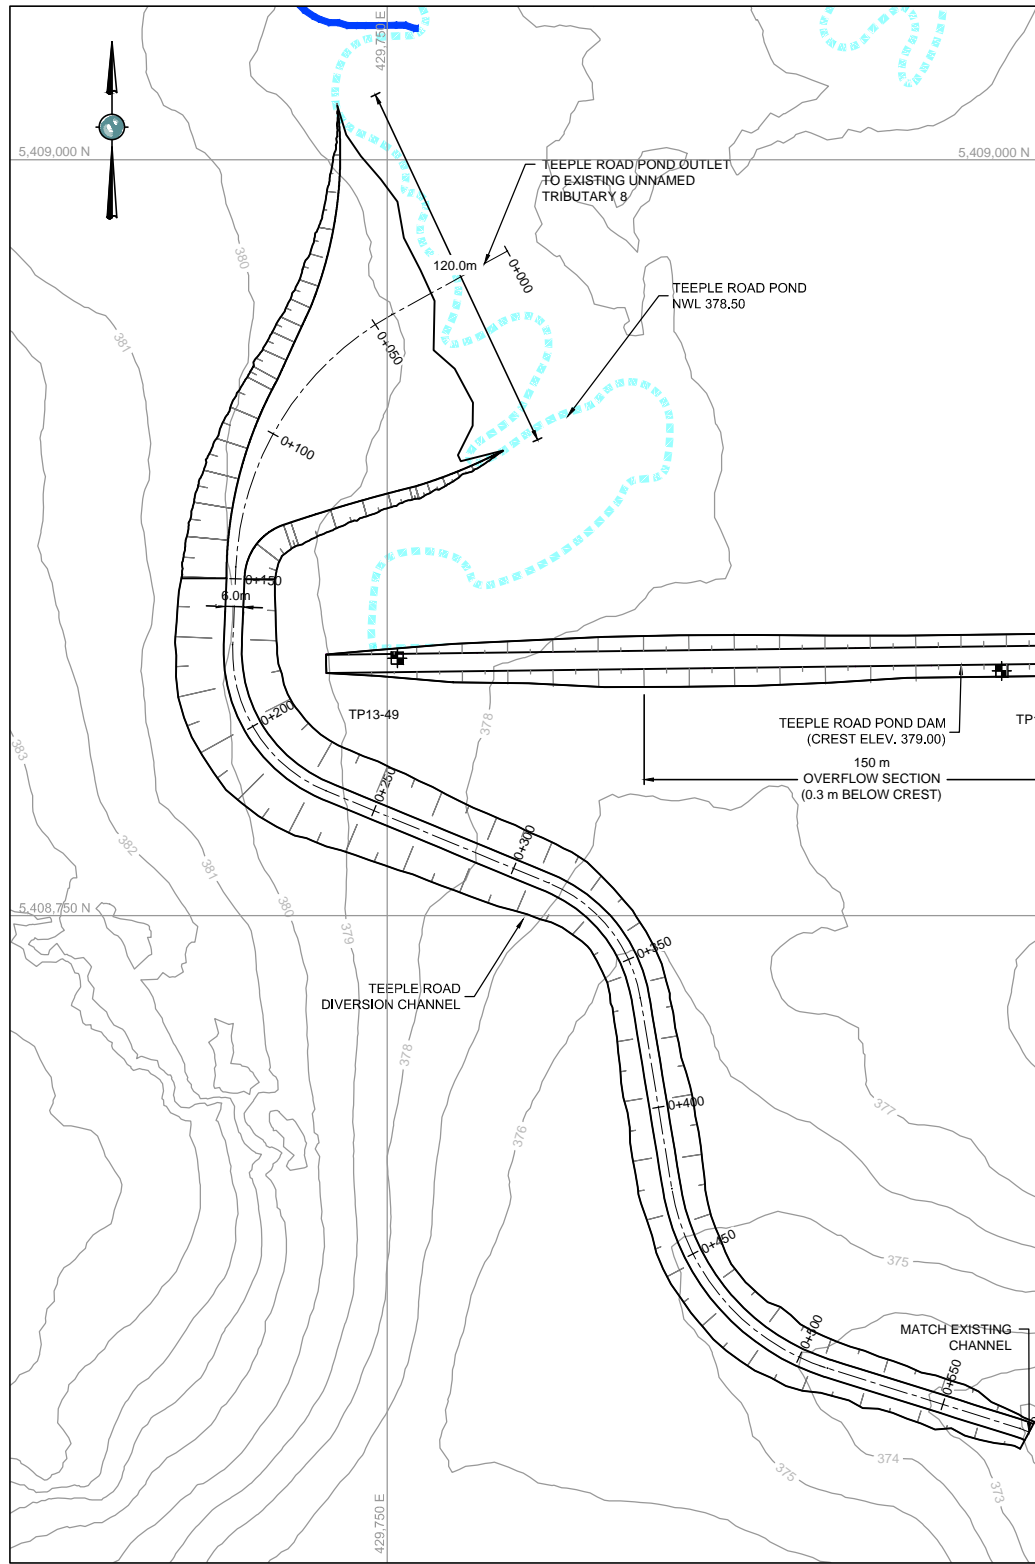 429,750 E
5,409,000 N
5,409,000 N
TEEPLE ROAD POND OUTLET
TO EXISTING UNNAMED
TRIBUTARY 8
380
120.0m
0+000
TEEPLE ROAD POND
NWL 378.50
381
0+050
0+100
0+150
6.0m
TP13-49
0+200
378
TEEPLE ROAD POND DAM
(CREST ELEV. 379.00)
TP1
383
150 m
OVERFLOW SECTION
(0.3 m BELOW CREST)
0+250
382
0+300
381
380
5,408,750 N
379
0+350
TEEPLE ROAD
DIVERSION CHANNEL
378
0+400
377
376
0+450
375
MATCH EXISTING
CHANNEL
0+500
0+550
375
374
373
429,750 E